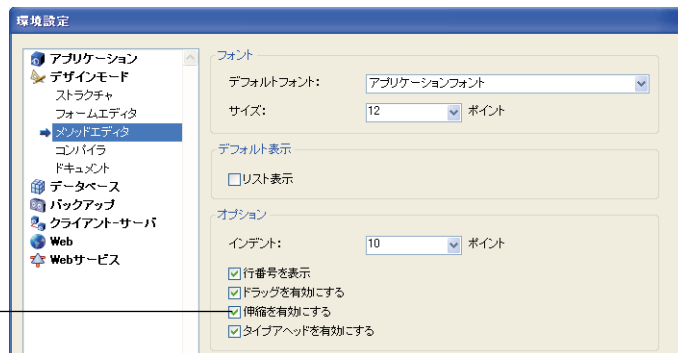 環境設定
アプリケーション
デザインモード
ストラクチャ
フォームエディタ
メソッドエディタ
コンパイラ
ドキュメント
データベース
バックアップ
クライアント-サーバ
Web
Webサービス
フォント
デフォルトフォント: アプリケーションフォント
サイズ: 12 ポイント
デフォルト表示
リスト表示
オプション
インデント: 10 ポイント
行番号を表示
ドラッグを有効にする
伸縮を有効にする
タイプアヘッドを有効にする